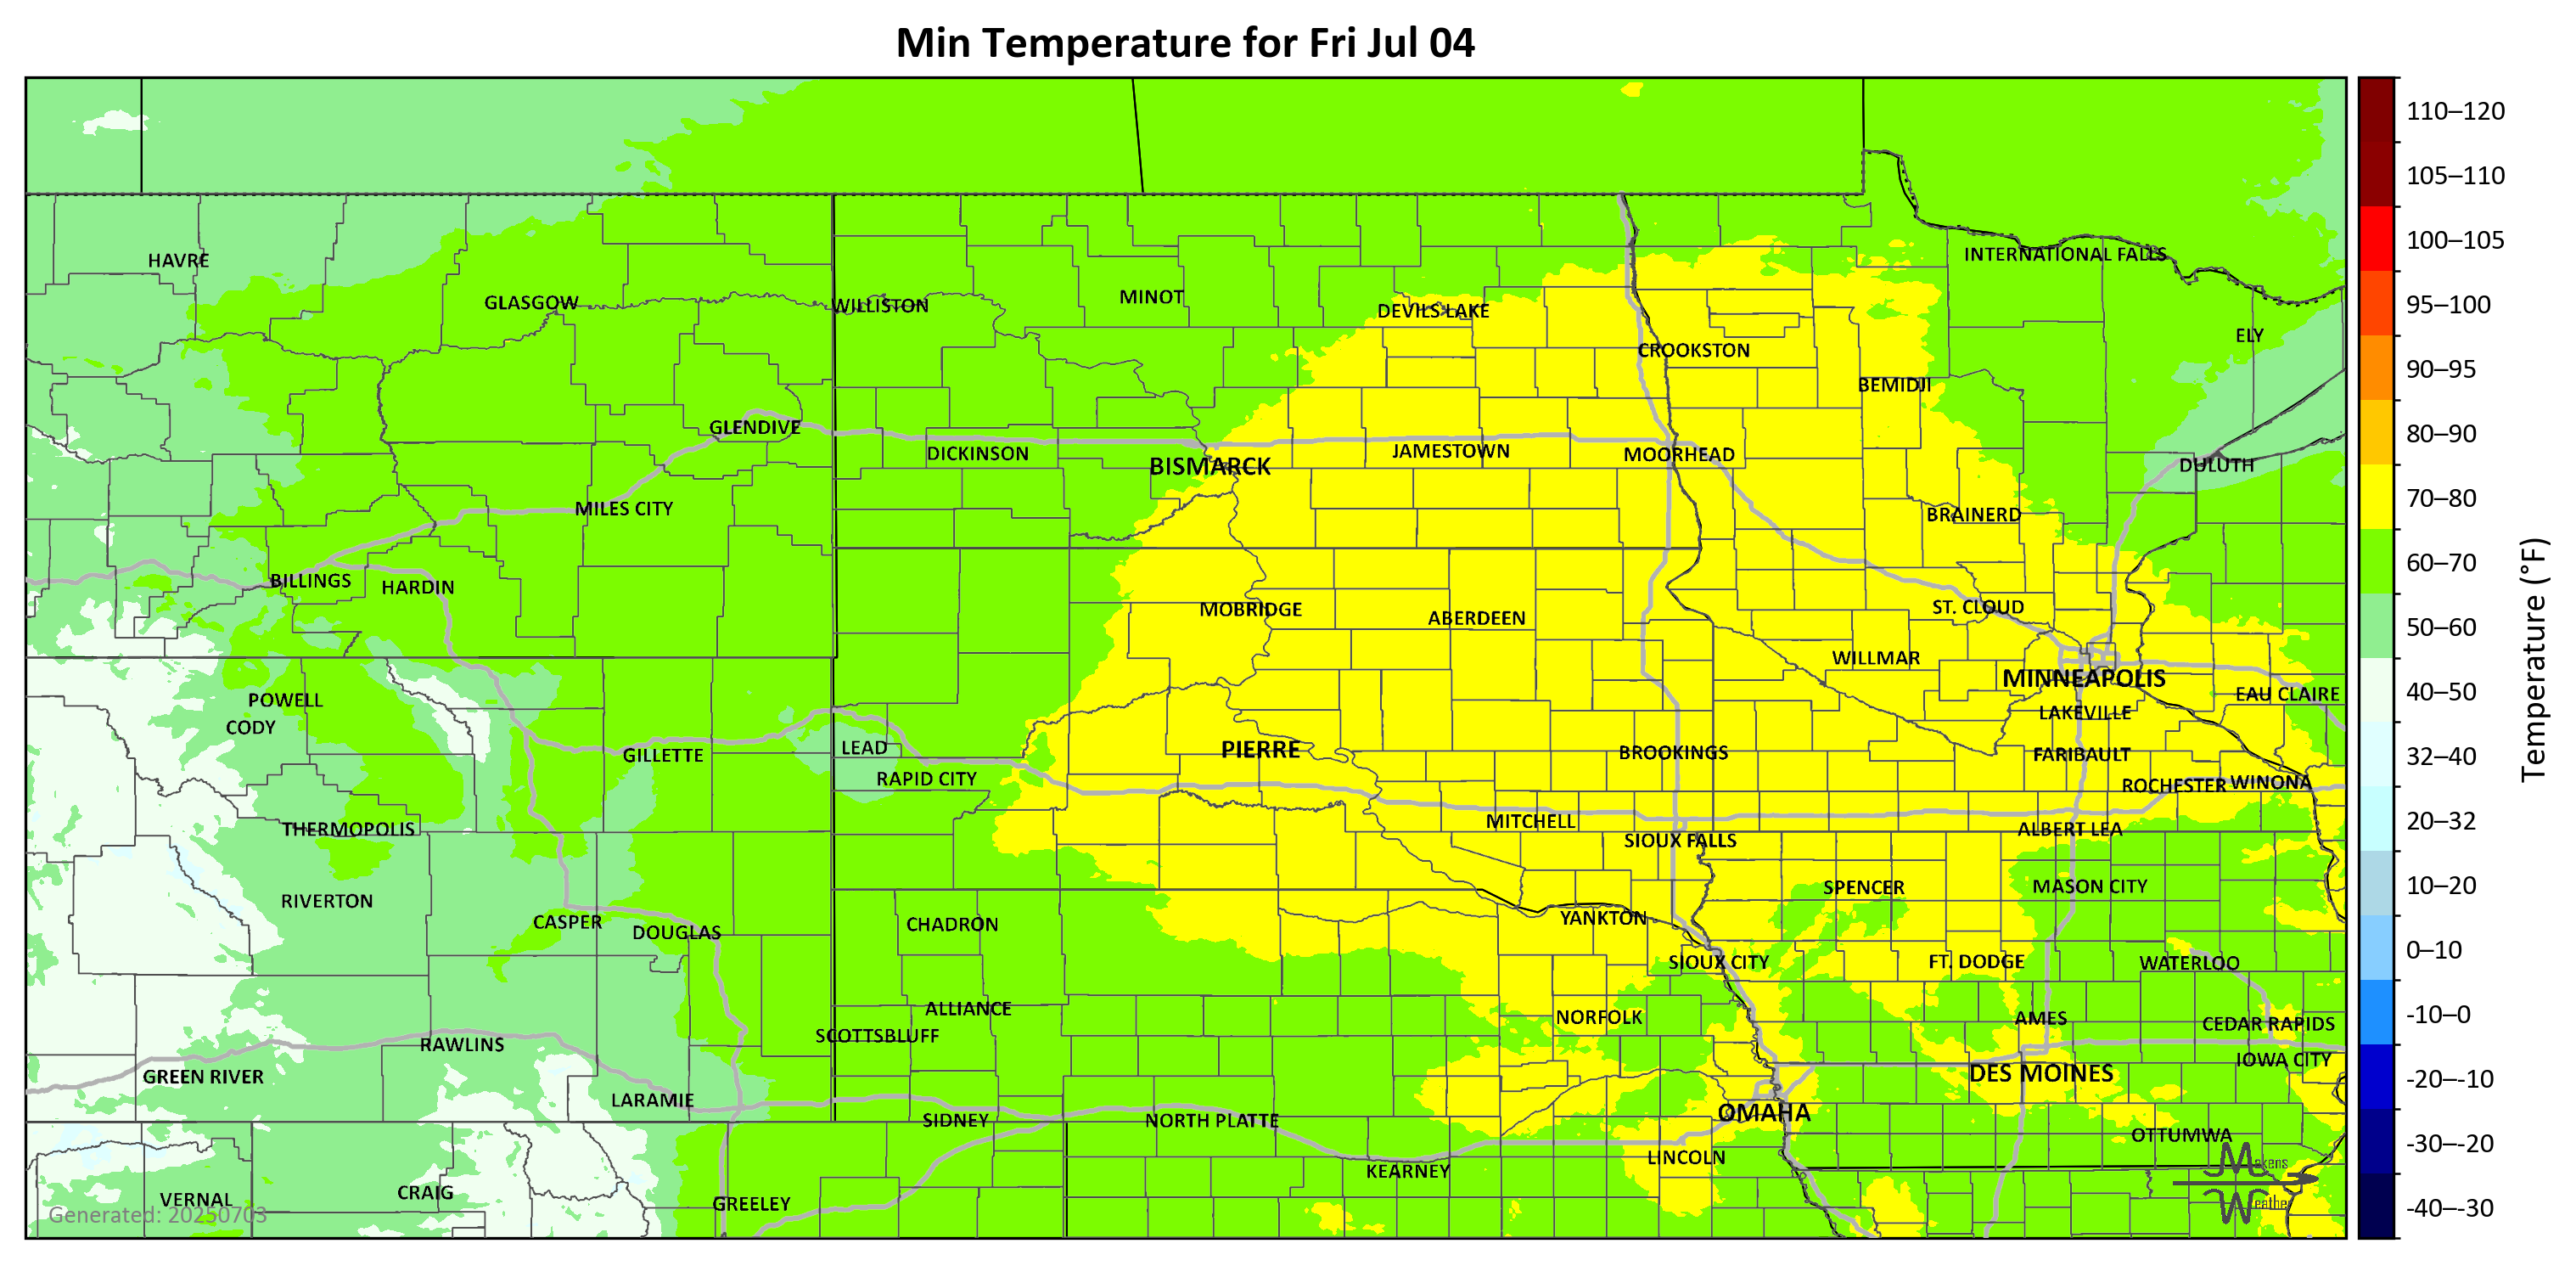 Min Temperature for Fri Jul 04
110–120
105–110
100–105
95–100
90–95
80–90
70–80
60–70
50–60
40–50
32–40
20–32
10–20
0–10
-10–0
-20–-10
-30–-20
-40–-30
Temperature (°F)
HAVRE
INTERNATIONAL FALLS
GLASGOW
WILLISTON
MINOT
DEVILS LAKE
ELY
CROOKSTON
BEMIDJI
GLENDIVE
DICKINSON
BISMARCK
JAMESTOWN
MOORHEAD
DULUTH
MILES CITY
BRAINERD
BILLINGS
HARDIN
MOBRIDGE
ABERDEEN
ST. CLOUD
WILLMAR
MINNEAPOLIS
POWELL
EAU CLAIRE
CODY
LAKEVILLE
GILLETTE
LEAD
PIERRE
BROOKINGS
FARIBAULT
RAPID CITY
ROCHESTER
WINONA
THERMOPOLIS
MITCHELL
ALBERT LEA
SIOUX FALLS
RIVERTON
SPENCER
MASON CITY
CASPER
DOUGLAS
CHADRON
YANKTON
SIOUX CITY
FT. DODGE
WATERLOO
ALLIANCE
NORFOLK
AMES
CEDAR RAPIDS
SCOTTSBLUFF
RAWLINS
IOWA CITY
GREEN RIVER
DES MOINES
LARAMIE
SIDNEY
NORTH PLATTE
OMAHA
OTTUMWA
LINCOLN
KEARNEY
VERNAL
CRAIG
GREELEY
Makens
Weather
Generated: 20250703